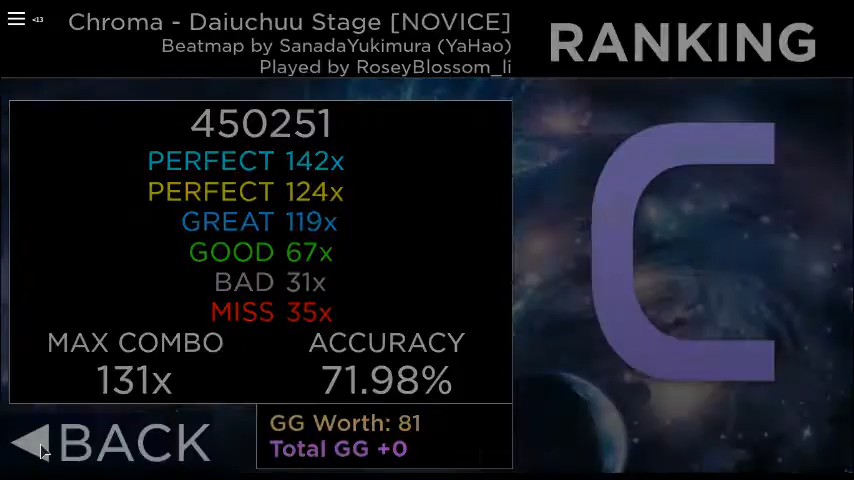 <13
Chroma - Daiuchuu Stage [NOVICE]
Beatmap by SanadaYukimura (YaHao)
Played by RoseyBlossom_li
RANKING
450251
PERFECT 142x
PERFECT 124x
GREAT 119x
GOOD 67x
BAD 31x
MISS 35x
MAX COMBO
131x
ACCURACY
71.98%
C
BACK
GG Worth: 81
Total GG +0